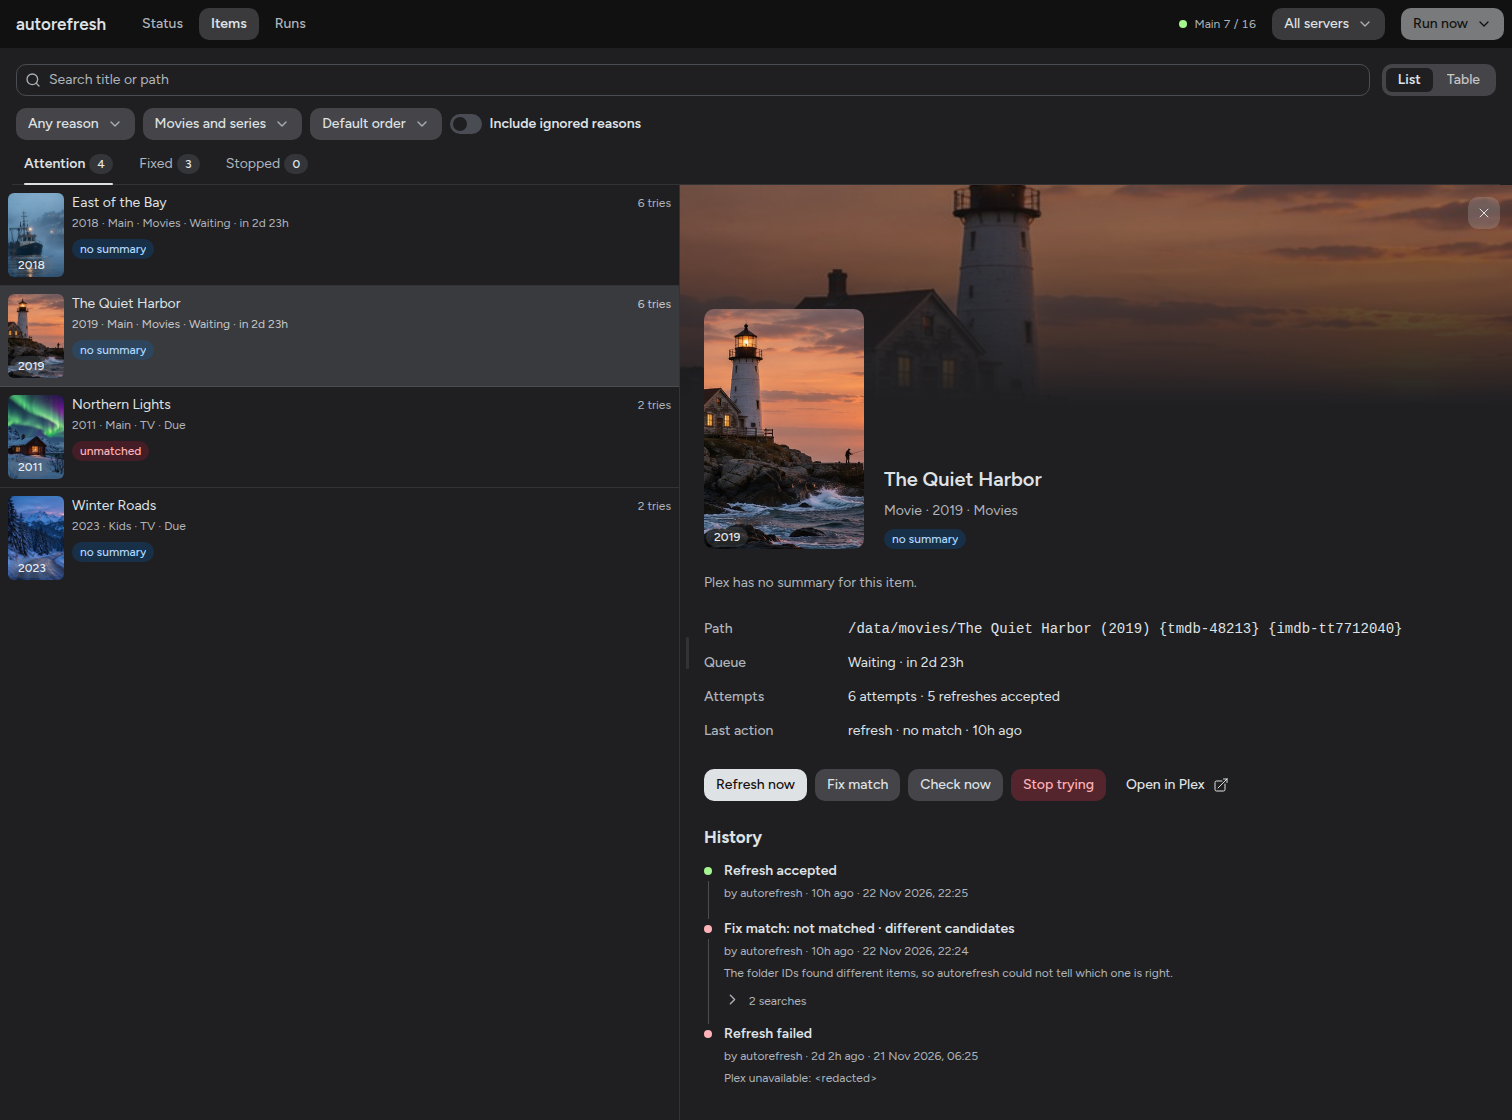 autorefresh Status Items Runs Main 7 / 16 All servers Run now
Search title or path List Table
Any reason Movies and series Default order Include ignored reasons
Attention 4 Fixed 3 Stopped 0
East of the Bay 6 tries
2018 · Main · Movies · Waiting · in 2d 23h
no summary
2018
The Quiet Harbor 6 tries
2019 · Main · Movies · Waiting · in 2d 23h
no summary
2019
Northern Lights 2 tries
2011 · Main · TV · Due
unmatched
2011
Winter Roads 2 tries
2023 · Kids · TV · Due
no summary
2023
The Quiet Harbor
Movie · 2019 · Movies
2019 no summary
Plex has no summary for this item.
Path /data/movies/The Quiet Harbor (2019) {tmdb-48213} {imdb-tt7712040}
Queue Waiting · in 2d 23h
Attempts 6 attempts · 5 refreshes accepted
Last action refresh · no match · 10h ago
Refresh now Fix match Check now Stop trying Open in Plex
History
Refresh accepted
by autorefresh · 10h ago · 22 Nov 2026, 22:25
Fix match: not matched · different candidates
by autorefresh · 10h ago · 22 Nov 2026, 22:24
The folder IDs found different items, so autorefresh could not tell which one is right.
2 searches
Refresh failed
by autorefresh · 2d 2h ago · 21 Nov 2026, 06:25
Plex unavailable: <redacted>